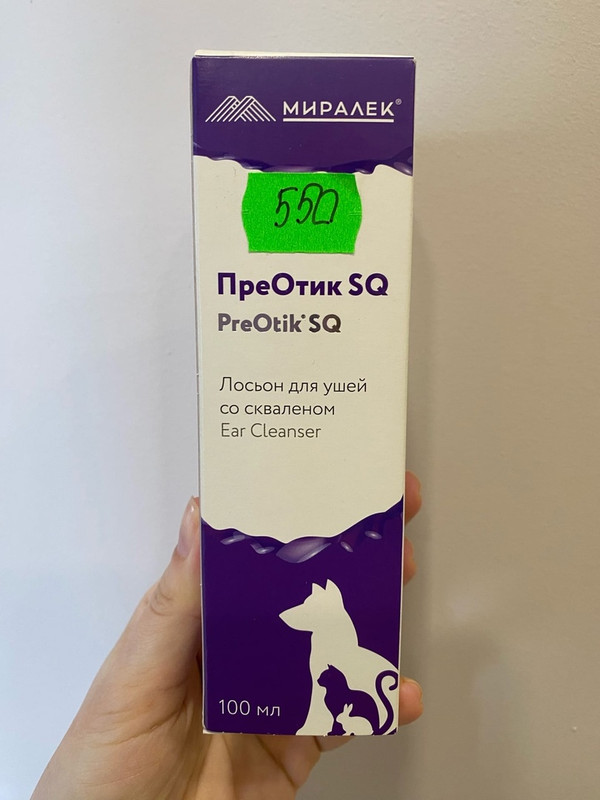 МИРАЛЕК®
550
ПреОтик SQ
PreOtik® SQ
Лосьон для ушей
со скваленом
Ear Cleanser
100 мл